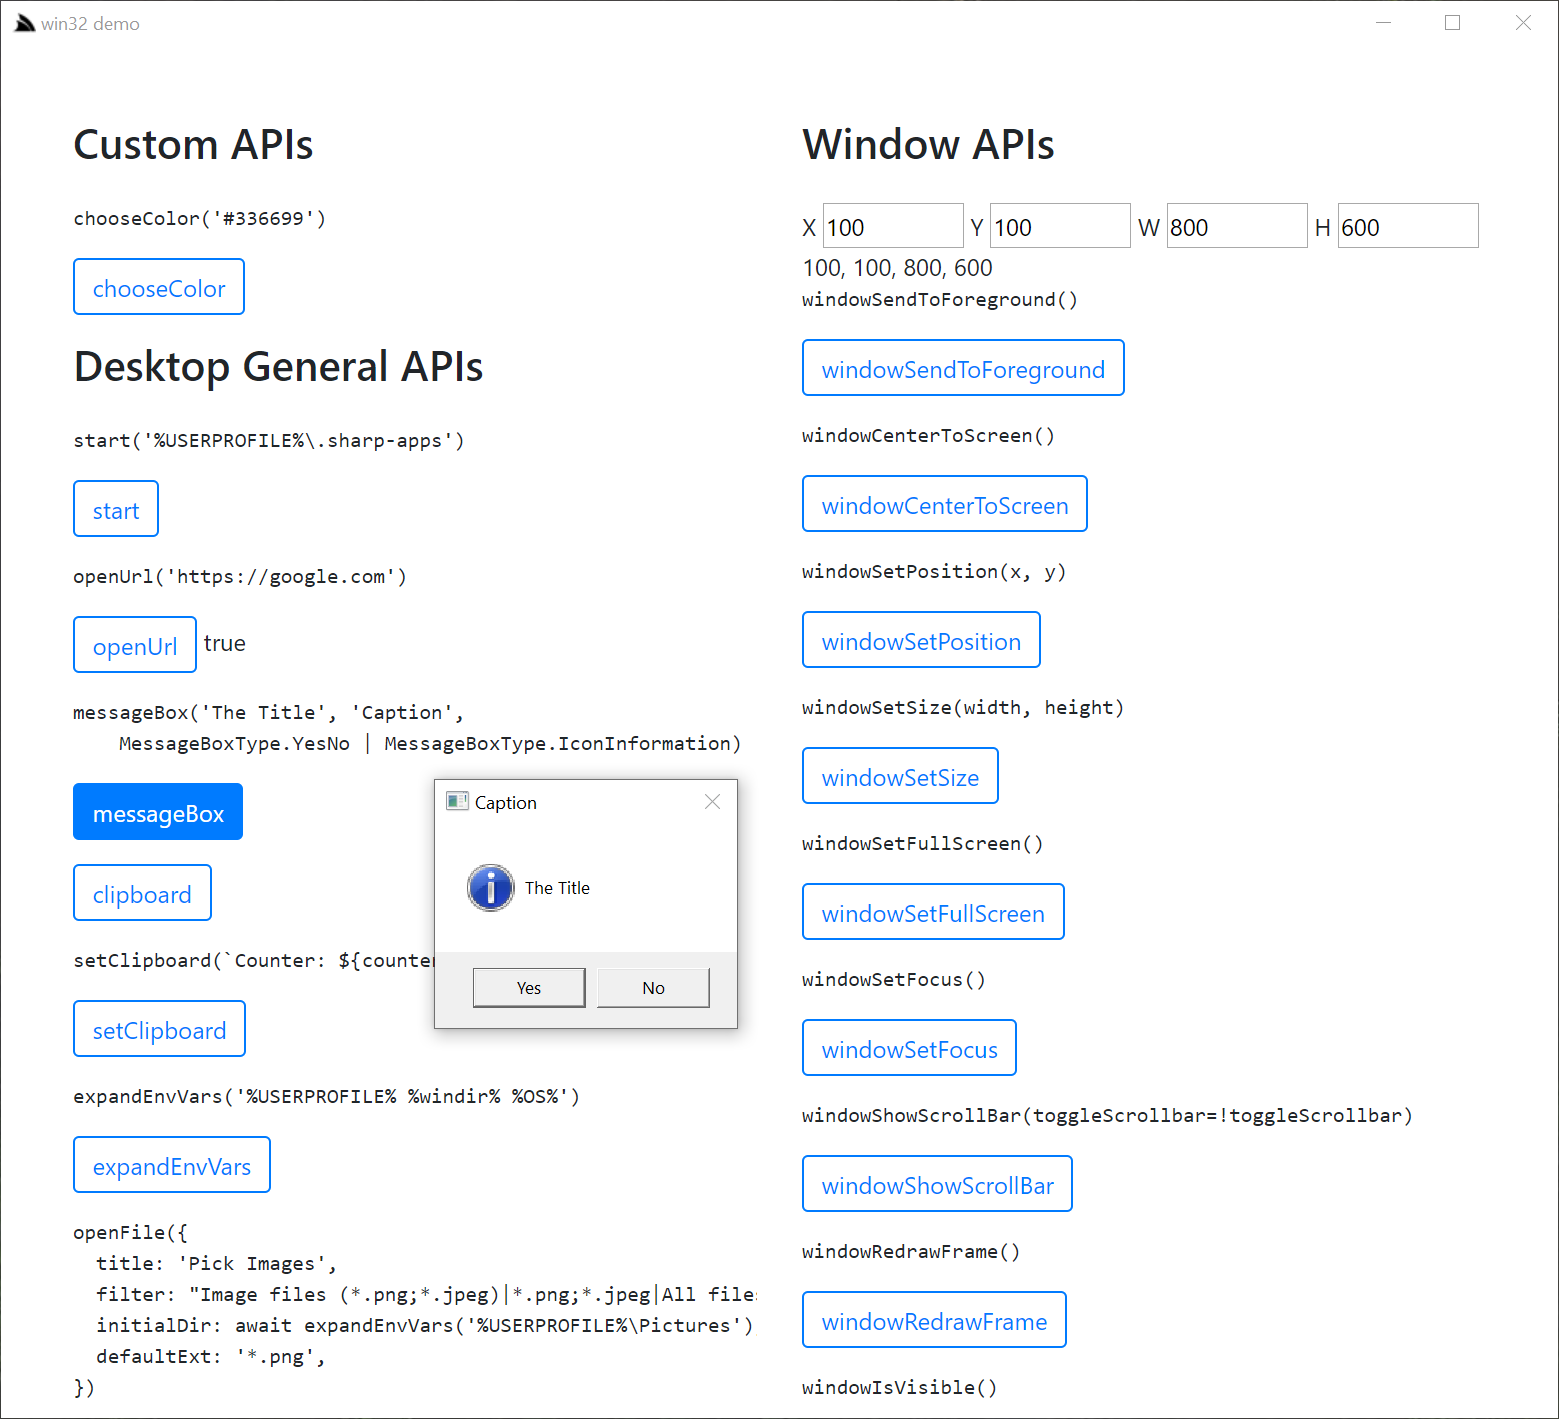 win32 demo
Custom APIs
chooseColor('#336699')
chooseColor
Desktop General APIs
start('%USERPROFILE%\.sharp-apps')
start
openUrl('https://google.com')
openUrl true
messageBox('The Title', 'Caption',
MessageBoxType.YesNo | MessageBoxType.IconInformation)
messageBox
clipboard
setClipboard(`Counter: ${counter
setClipboard
expandEnvVars('%USERPROFILE% %windir% %OS%')
expandEnvVars
openFile({
title: 'Pick Images',
filter: "Image files (*.png;*.jpeg)|*.png;*.jpeg|All files
initialDir: await expandEnvVars('%USERPROFILE%\Pictures'),
defaultExt: '*.png',
})
Caption
The Title
Yes No
Window APIs
X 100 Y 100 W 800 H 600
100, 100, 800, 600
windowSendToForeground()
windowSendToForeground
windowCenterToScreen()
windowCenterToScreen
windowSetPosition(x, y)
windowSetPosition
windowSetSize(width, height)
windowSetSize
windowSetFullScreen()
windowSetFullScreen
windowSetFocus()
windowSetFocus
windowShowScrollBar(toggleScrollbar=!toggleScrollbar)
windowShowScrollBar
windowRedrawFrame()
windowRedrawFrame
windowIsVisible()